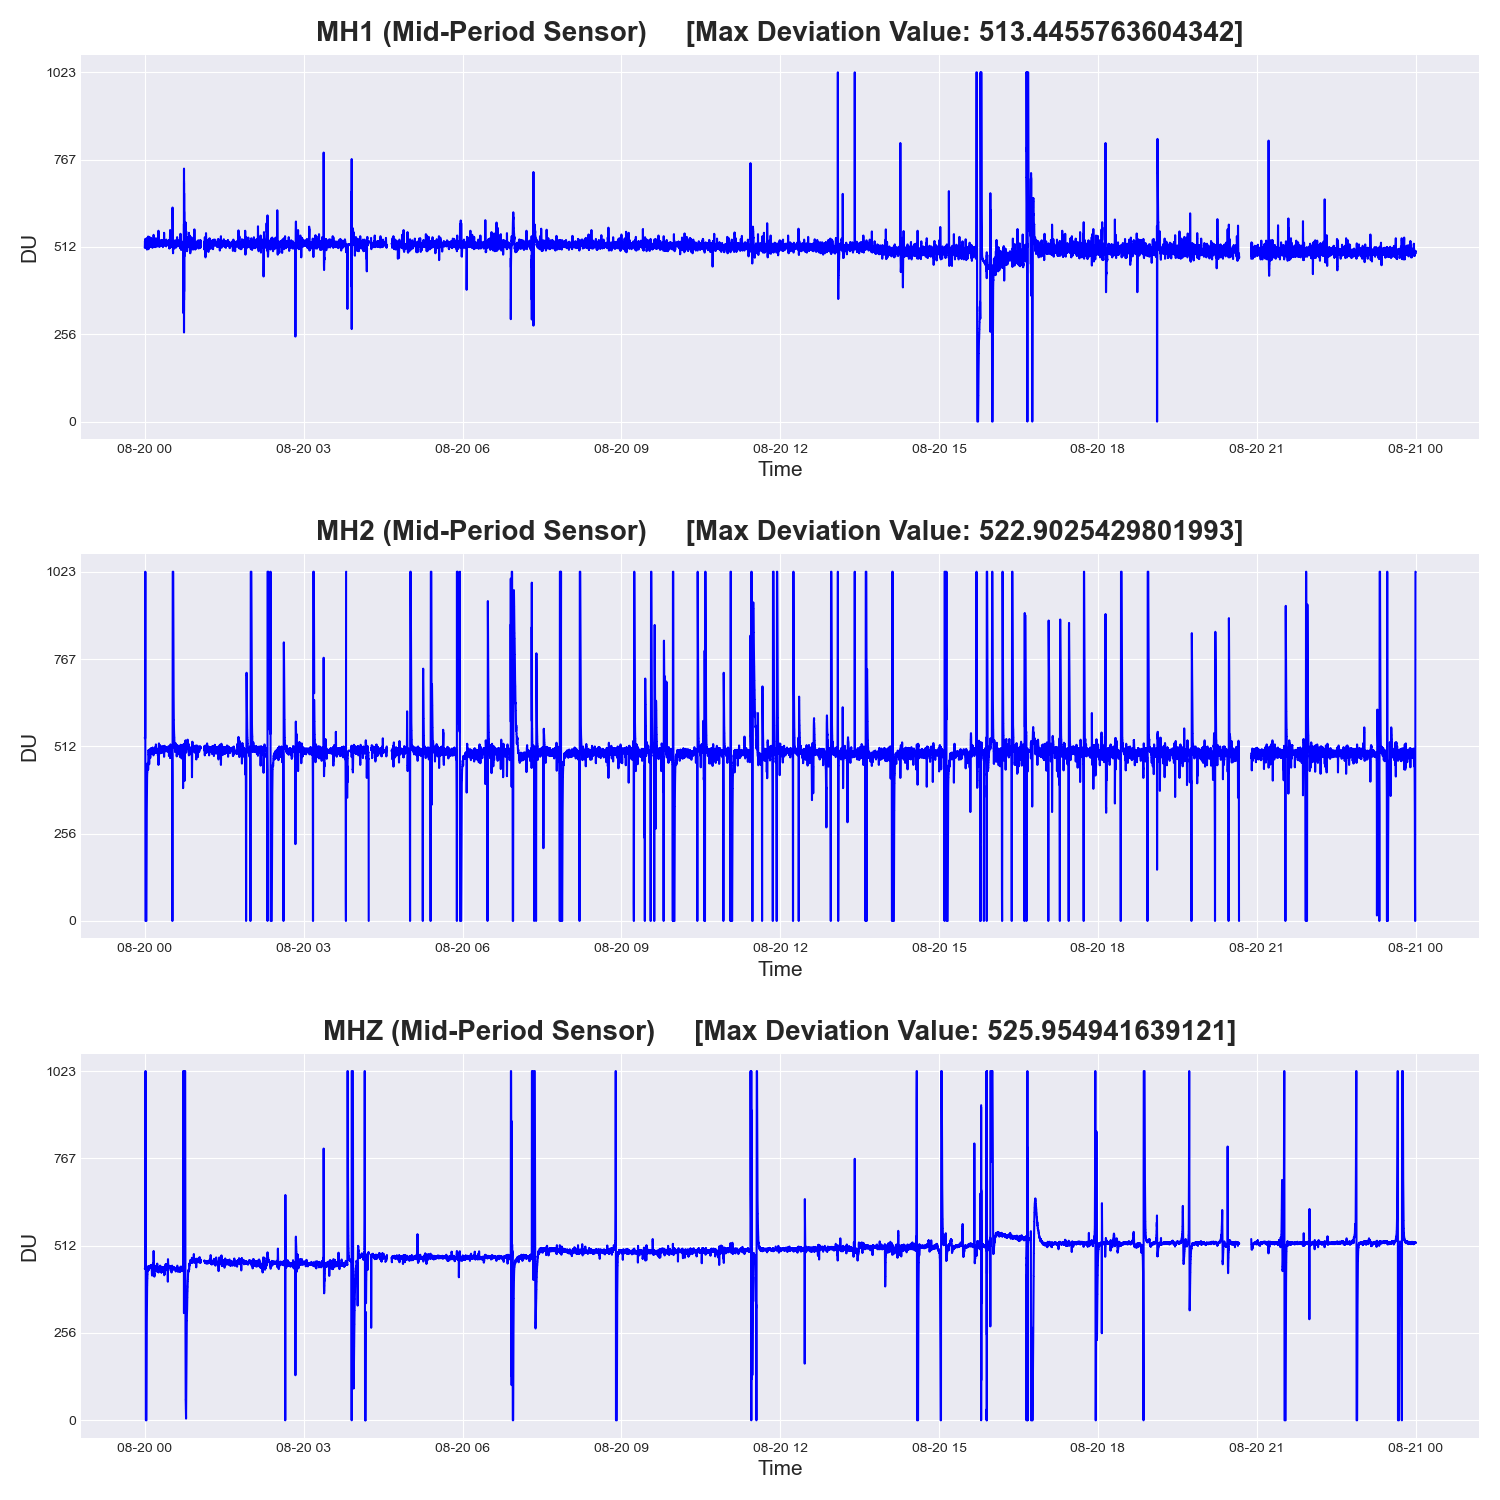 MH1 (Mid-Period Sensor) [Max Deviation Value: 513.4455763604342]
1023
767
512
256
0
DU
08-20 00 08-20 03 08-20 06 08-20 09 08-20 12 08-20 15 08-20 18 08-20 21 08-21 00
Time
MH2 (Mid-Period Sensor) [Max Deviation Value: 522.9025429801993]
1023
767
512
256
0
DU
08-20 00 08-20 03 08-20 06 08-20 09 08-20 12 08-20 15 08-20 18 08-20 21 08-21 00
Time
MHZ (Mid-Period Sensor) [Max Deviation Value: 525.954941639121]
1023
767
512
256
0
DU
08-20 00 08-20 03 08-20 06 08-20 09 08-20 12 08-20 15 08-20 18 08-20 21 08-21 00
Time